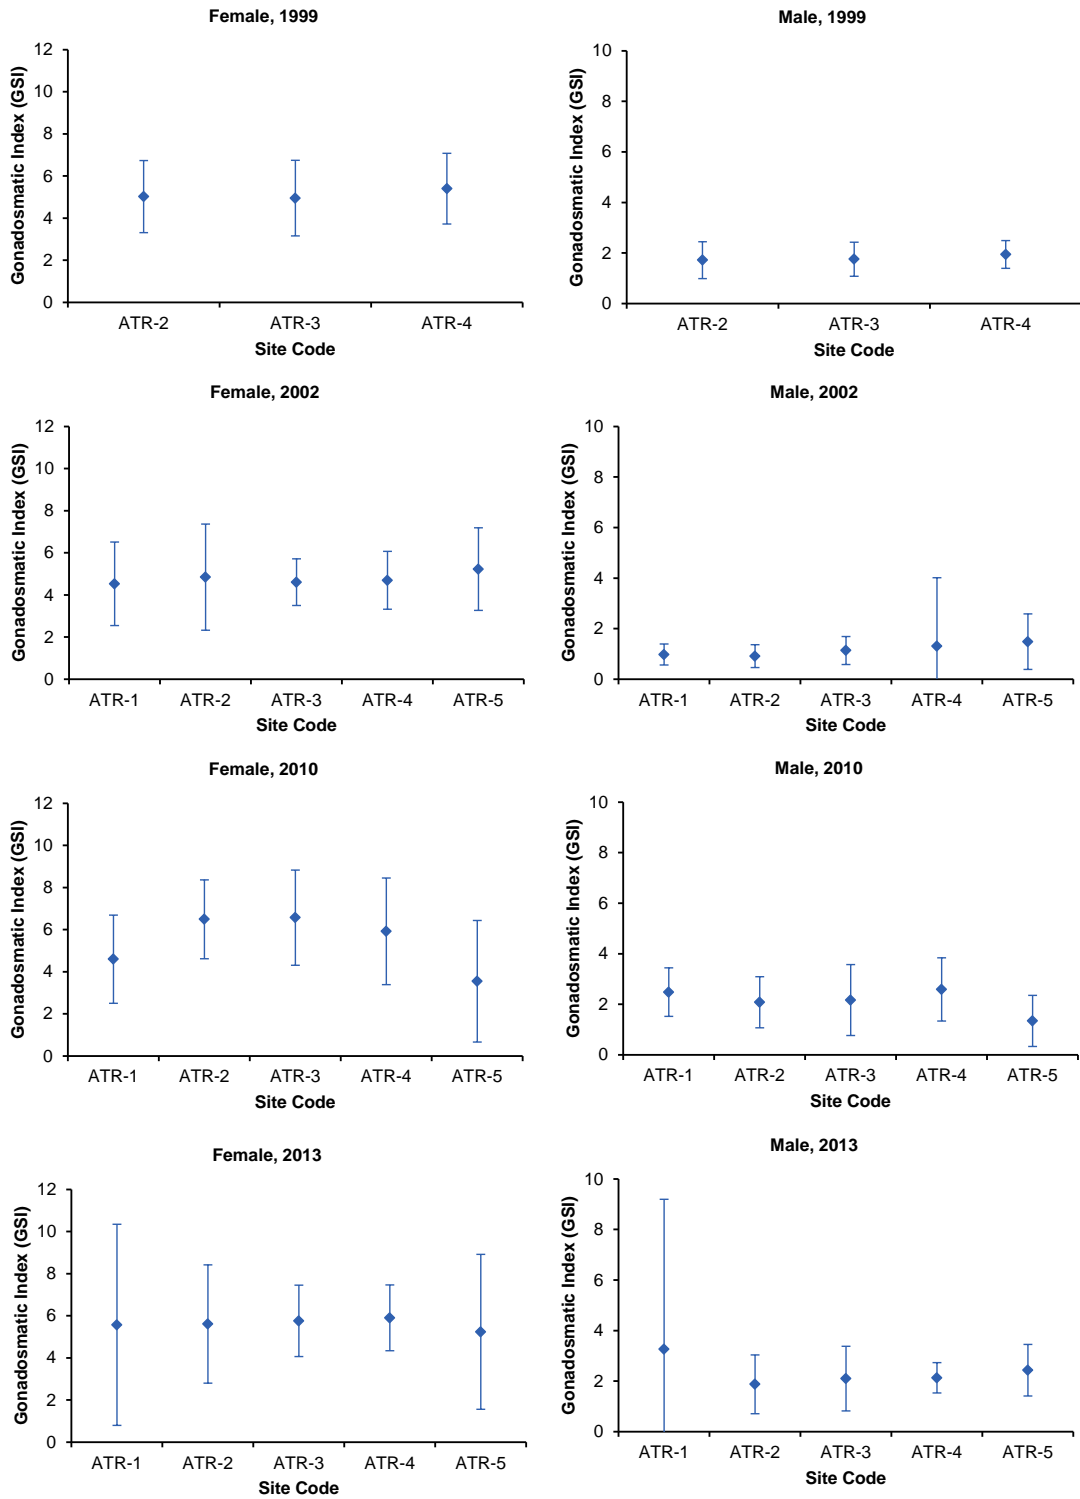 Female, 1999
Gonadosmatic Index (GSI)
12
10
8
6
4
2
0
ATR-2 ATR-3 ATR-4
Site Code
Male, 1999
Gonadosmatic Index (GSI)
10
8
6
4
2
0
ATR-2 ATR-3 ATR-4
Site Code
Female, 2002
Gonadosmatic Index (GSI)
12
10
8
6
4
2
0
ATR-1 ATR-2 ATR-3 ATR-4 ATR-5
Site Code
Male, 2002
Gonadosmatic Index (GSI)
10
8
6
4
2
0
ATR-1 ATR-2 ATR-3 ATR-4 ATR-5
Site Code
Female, 2010
Gonadosmatic Index (GSI)
12
10
8
6
4
2
0
ATR-1 ATR-2 ATR-3 ATR-4 ATR-5
Site Code
Male, 2010
Gonadosmatic Index (GSI)
10
8
6
4
2
0
ATR-1 ATR-2 ATR-3 ATR-4 ATR-5
Site Code
Female, 2013
Gonadosmatic Index (GSI)
12
10
8
6
4
2
0
ATR-1 ATR-2 ATR-3 ATR-4 ATR-5
Site Code
Male, 2013
Gonadosmatic Index (GSI)
10
8
6
4
2
0
ATR-1 ATR-2 ATR-3 ATR-4 ATR-5
Site Code